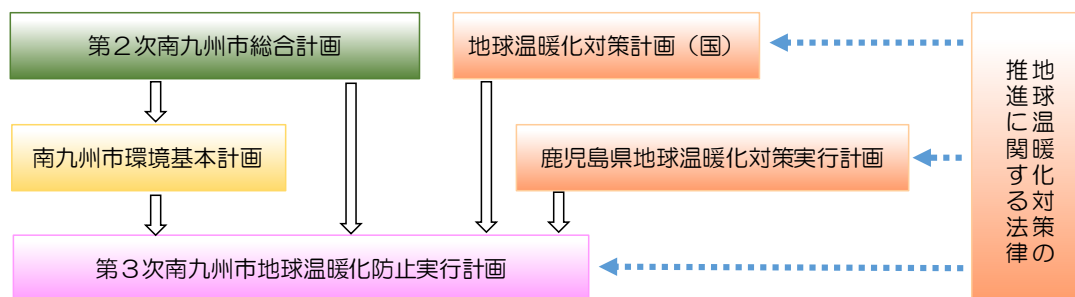 第２次南九州市総合計画
地球温暖化対策計画（国）
南九州市環境基本計画
鹿児島県地球温暖化対策実行計画
第３次南九州市地球温暖化防止実行計画
地球温暖化対策の
推進に関する法律